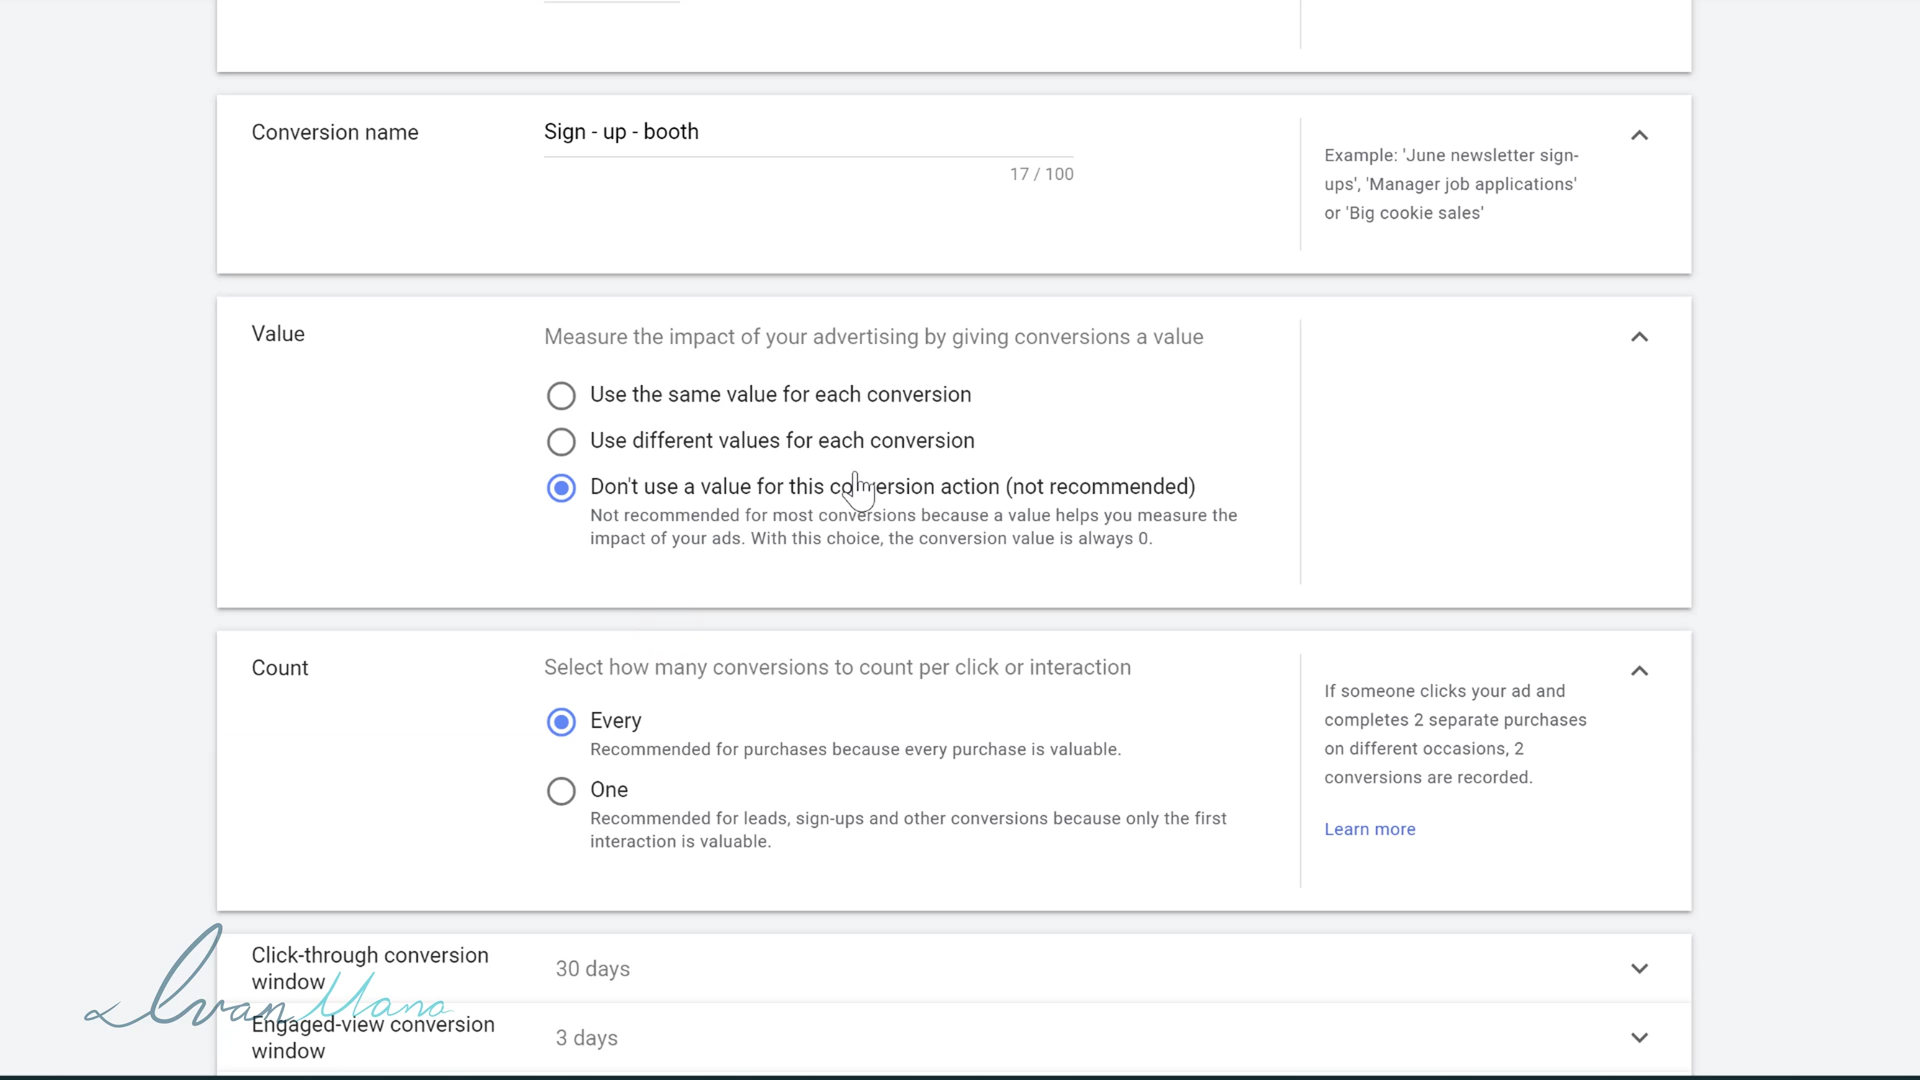 Conversion name
Sign - up - booth
17 / 100
Example: 'June newsletter sign-
ups', 'Manager job applications'
or 'Big cookie sales'
Value
Measure the impact of your advertising by giving conversions a value
Use the same value for each conversion
Use different values for each conversion
Don't use a value for this conversion action (not recommended)
Not recommended for most conversions because a value helps you measure the
impact of your ads. With this choice, the conversion value is always 0.
Count
Select how many conversions to count per click or interaction
Every
Recommended for purchases because every purchase is valuable.
One
Recommended for leads, sign-ups and other conversions because only the first
interaction is valuable.
If someone clicks your ad and
completes 2 separate purchases
on different occasions, 2
conversions are recorded.
Learn more
Click-through conversion
window
30 days
Ivan Mana
Engaged-view conversion
window
3 days